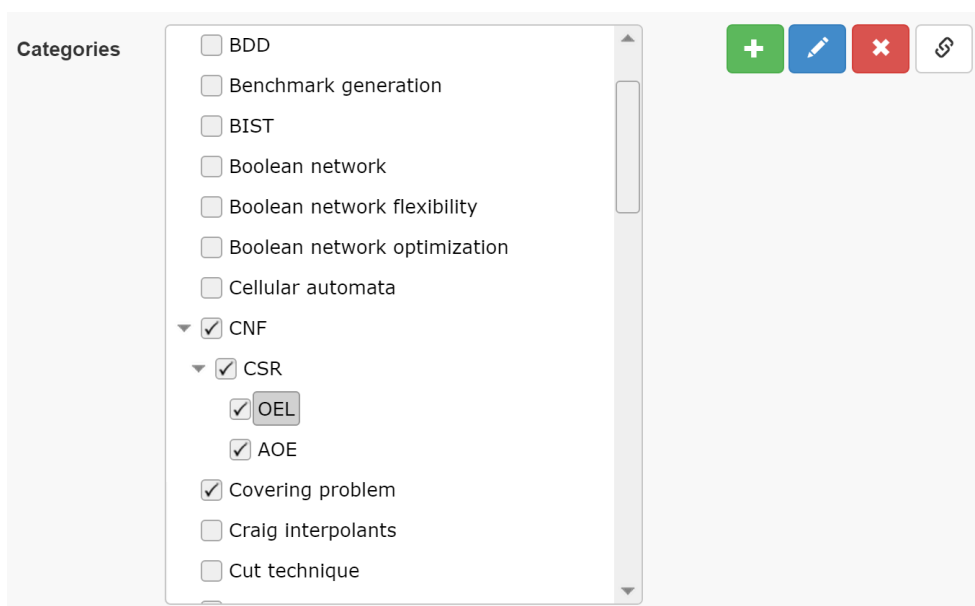 Categories
BDD
Benchmark generation
BIST
Boolean network
Boolean network flexibility
Boolean network optimization
Cellular automata
CNF
CSR
OEL
AOE
Covering problem
Craig interpolants
Cut technique